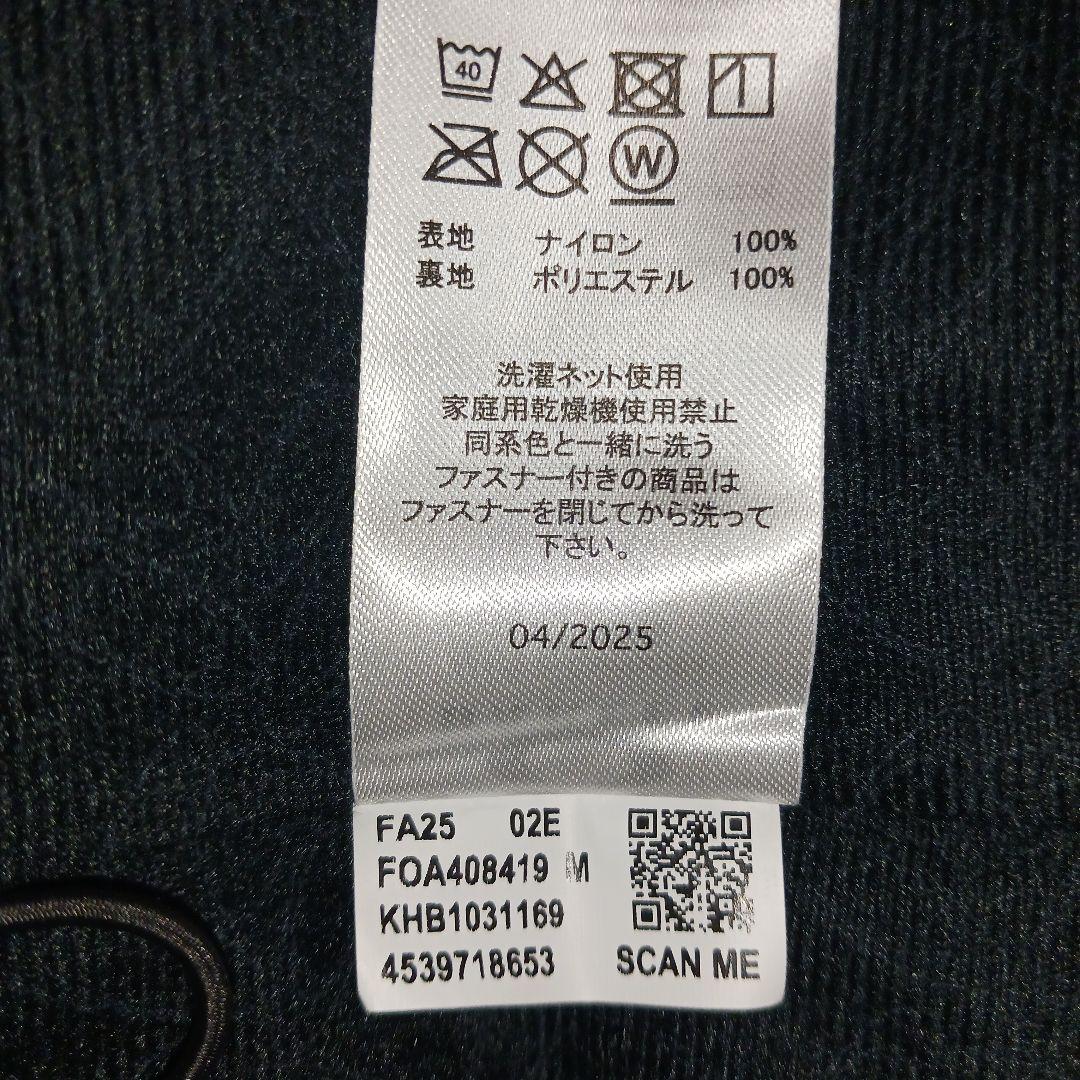 40
W
表地 ナイロン 100%
裏地 ポリエステル 100%
洗濯ネット使用
家庭用乾燥機使用禁止
同系色と一緒に洗う
ファスナー付きの商品は
ファスナーを閉じてから洗って
下さい。
04/2025
FA25 02E
FOA408419 M
KHB1031169
4539718653 SCAN ME